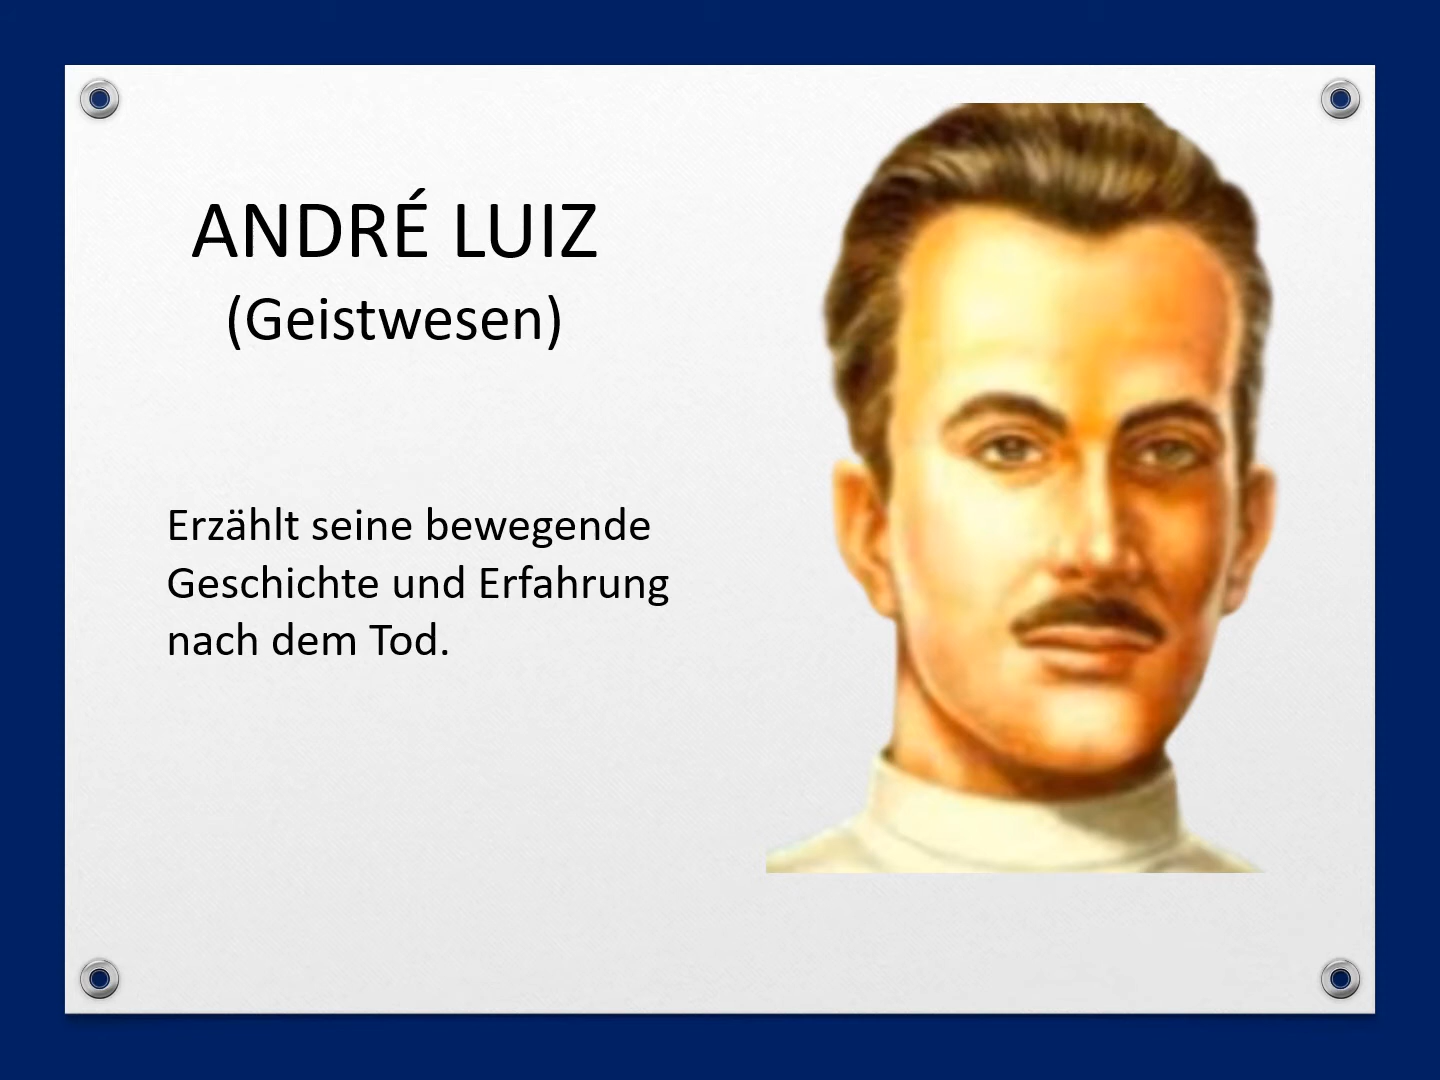 ANDRÉ LUIZ
(Geistwesen)
Erzählt seine bewegende
Geschichte und Erfahrung
nach dem Tod.